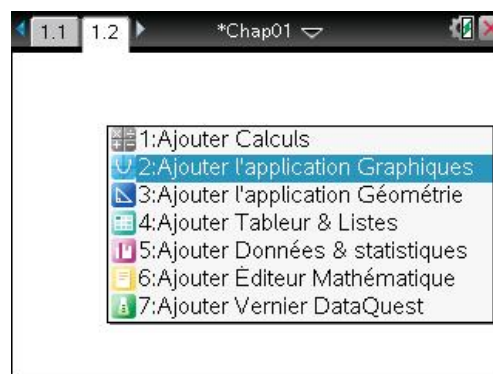 1.1 1.2 *Chap01
1:Ajouter Calculs
2:Ajouter l'application Graphiques
3:Ajouter l'application Géométrie
4:Ajouter Tableur & Listes
5:Ajouter Données & statistiques
6:Ajouter Éditeur Mathématique
7:Ajouter Vernier DataQuest